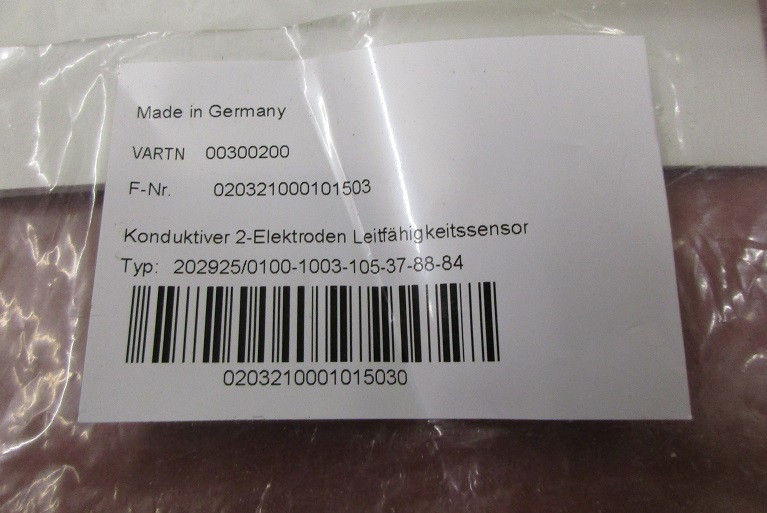 Made in Germany
VARTN 00300200
F-Nr. 020321000101503
Konduktiver 2-Elektroden Leitfähigkeitssensor
Typ: 202925/0100-1003-105-37-88-84
0203210001015030